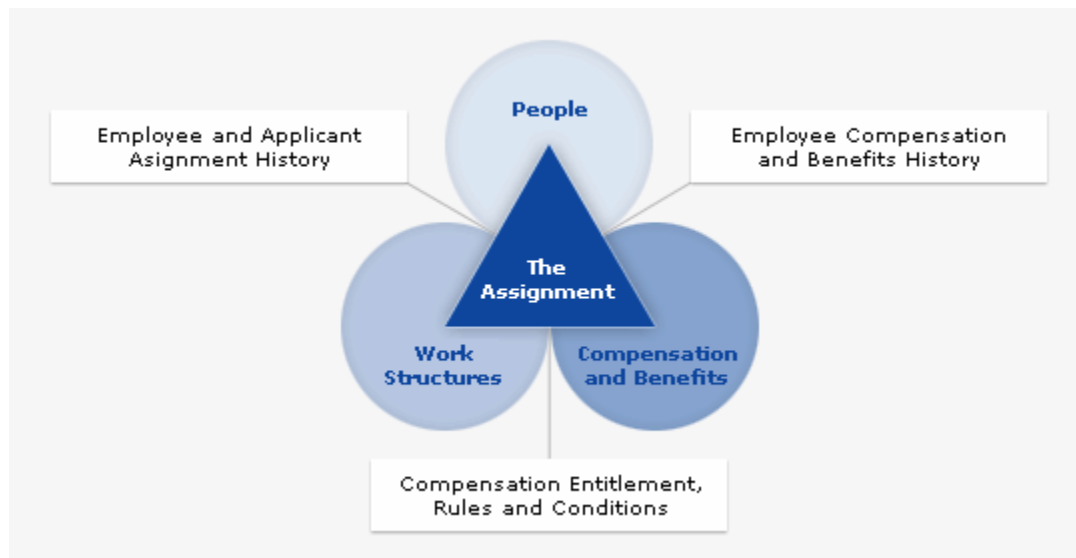 People
Employee and Applicant
Asignment History
Employee Compensation
and Benefits History
The
Assignment
Work
Structures
Compensation
and Benefits
Compensation Entitlement,
Rules and Conditions